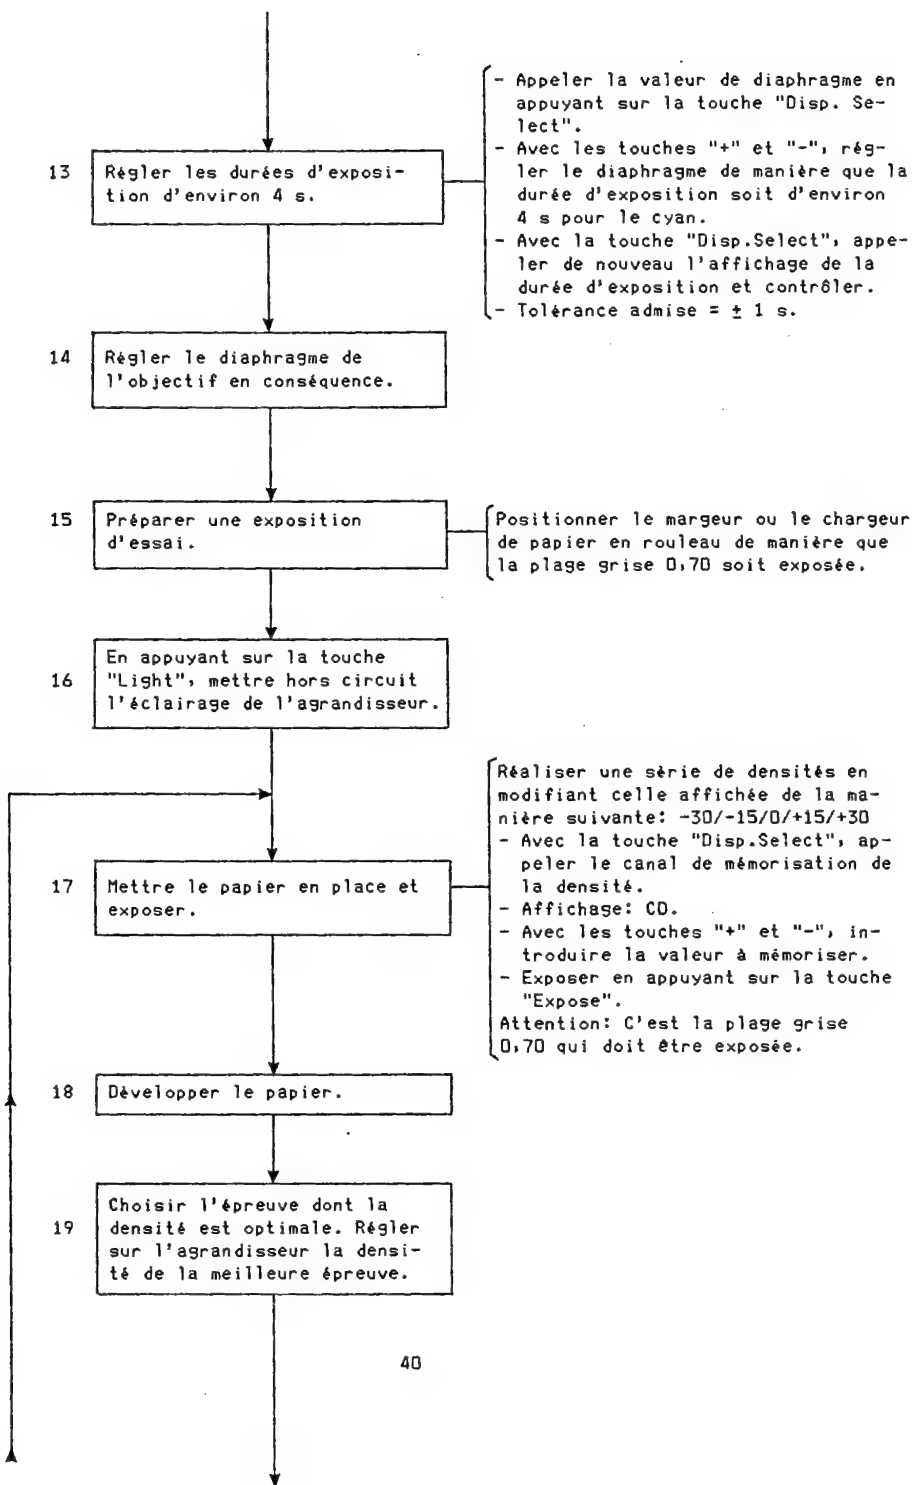 13
Régler les durées d'exposi-
tion d'environ 4 s.
- Appeler la valeur de diaphragme en
appuyant sur la touche "Disp. Se-
lect".
- Avec les touches "+" et "-", rég-
ler le diaphragme de manière que la
durée d'exposition soit d'environ
4 s pour le cyan.
- Avec la touche "Disp.Select", appe-
ler de nouveau l'affichage de la
durée d'exposition et contrôler.
- Tolérance admise = ± 1 s.
14
Régler le diaphragme de
l'objectif en conséquence.
15
Préparer une exposition
d'essai.
Positionner le margeur ou le chargeur
de papier en rouleau de manière que
la plage grise 0,70 soit exposée.
16
En appuyant sur la touche
"Light", mettre hors circuit
l'éclairage de l'agrandisseur.
17
Mettre le papier en place et
exposer.
Réaliser une série de densités en
modifiant celle affichée de la ma-
nière suivante: -30/-15/0/+15/+30
- Avec la touche "Disp.Select", ap-
peler le canal de mémorisation de
la densité.
- Affichage: CD.
- Avec les touches "+" et "-", in-
troduire la valeur à mémoriser.
- Exposer en appuyant sur la touche
"Expose".
Attention: C'est la plage grise
0,70 qui doit être exposée.
18
Développer le papier.
19
Choisir l'épreuve dont la
densité est optimale. Régler
sur l'agrandisseur la densi-
té de la meilleure épreuve.
40